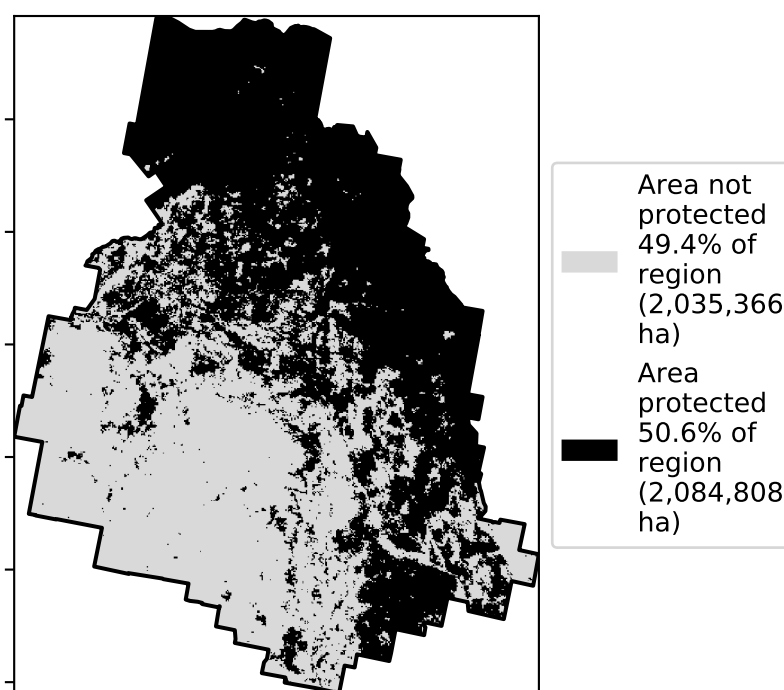 Area not
protected
49.4% of
region
(2,035,366
ha)
Area
protected
50.6% of
region
(2,084,808
ha)